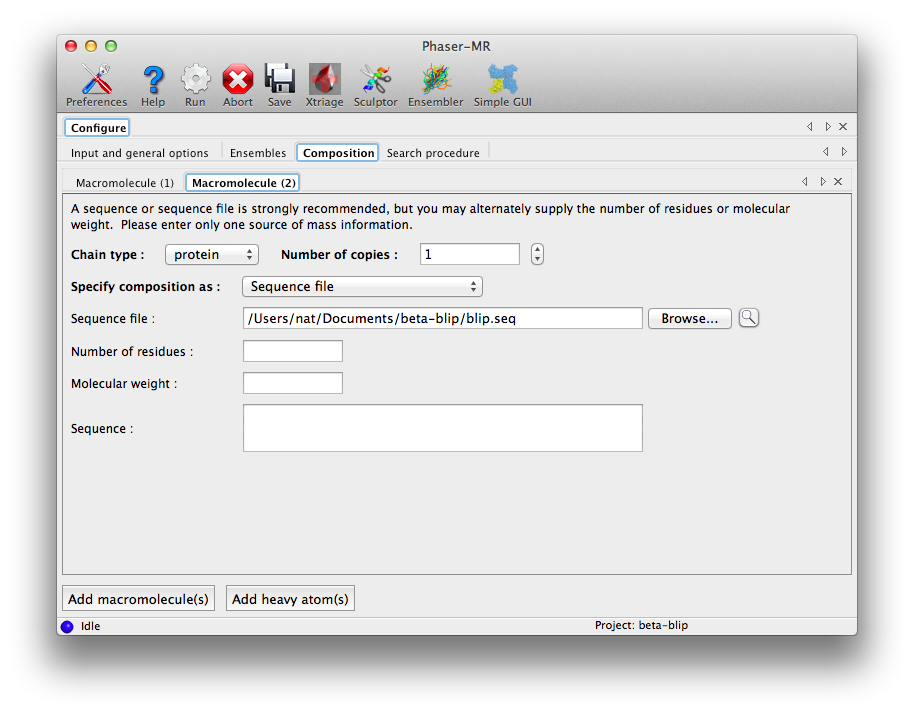 Phaser-MR
Preferences Help Run Abort Save Xtriage Sculptor Ensembler Simple GUI
Configure
Input and general options Ensembles Composition Search procedure
Macromolecule (1) Macromolecule (2)
A sequence or sequence file is strongly recommended, but you may alternately supply the number of residues or molecular
weight. Please enter only one source of mass information.
Chain type : protein Number of copies : 1
Specify composition as : Sequence file
Sequence file : /Users/nat/Documents/beta-blip/blip.seq Browse...
Number of residues :
Molecular weight :
Sequence :
Add macromolecule(s) Add heavy atom(s)
Idle Project: beta-blip